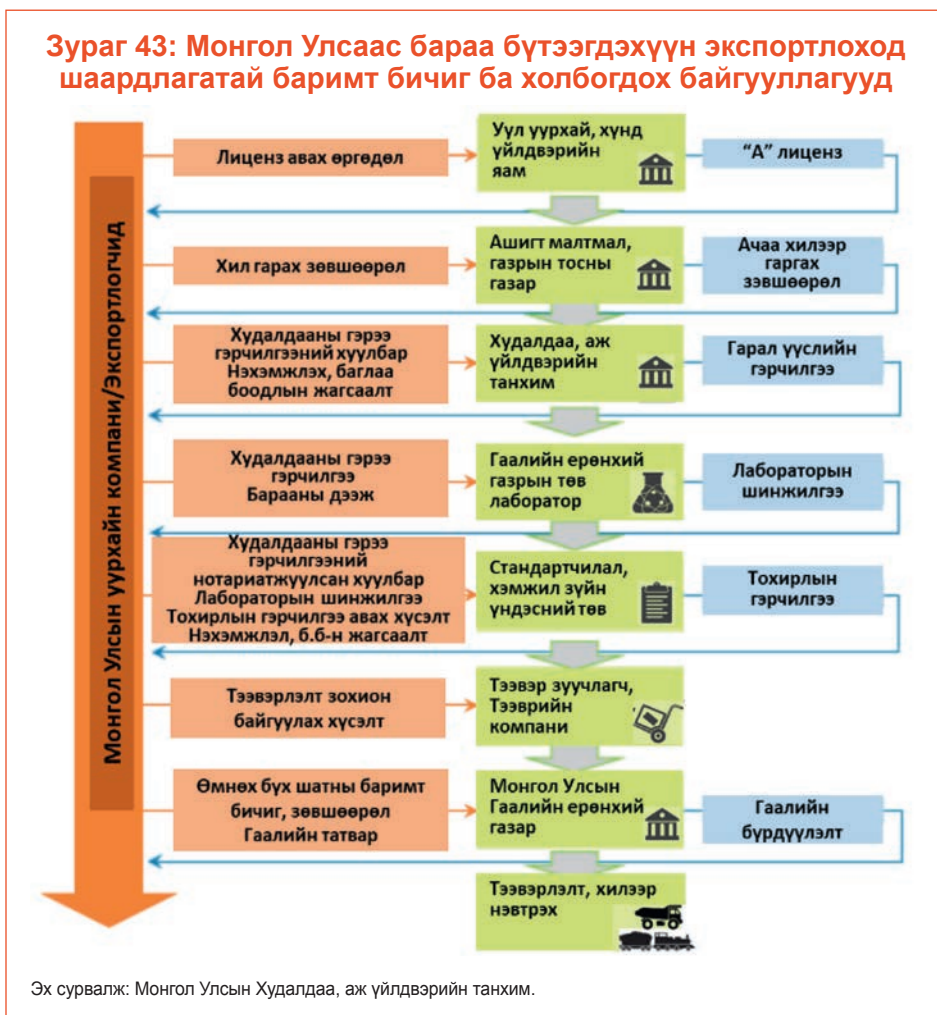 Зураг 43: Монгол Улсаас бараа бүтээгдэхүүн экспортлоход
шаардлагатай баримт бичиг ба холбогдох байгууллагууд
Монгол Улсын уурхайн компани/Экспортлогчид
Лиценз авах өргөдөл
Уул уурхай, хүнд
үйлдвэрийн
яам
“А” лиценз
Хил гарах зөвшөөрөл
Ашигт малтмал,
газрын тосны
газар
Ачаа хилээр
гаргах
зэвшөөрөл
Худалдааны гэрээ
гэрчилгээний хуулбар
Нэхэмжлэх, баглаа
боодлын жагсаалт
Худалдаа, аж
үйлдвэрийн
танхим
Гарал үүслийн
гэрчилгээ
Худалдааны гэрээ
гэрчилгээ
Барааны дээж
Гаалийн ерөнхий
газрын төв
лаборатор
Лабораторын
шинжилгээ
Худалдааны гэрээ
гэрчилгээний
нотариатжуулсан хуулбар
Лабораторын шинжилгээ
Тохирлын гэрчилгээ авах хүсэлт
Нэхэмжлэл, б.б-н жагсаалт
Стандартчилал,
хэмжил зүйн
үндэсний төв
Тохирлын
гэрчилгээ
Тээвэрлэлт зохион
байгуулах хүсэлт
Тээвэр зуучлагч,
Тээврийн
компани
Өмнөх бүх шатны баримт
бичиг, зөвшөөрөл
Гаалийн татвар
Монгол Улсын
Гаалийн ерөнхий
газар
Гаалийн
бүрдүүлэлт
Тээвэрлэлт, хилээр
нэвтрэх
Эх сурвалж: Монгол Улсын Худалдаа, аж үйлдвэрийн танхим.